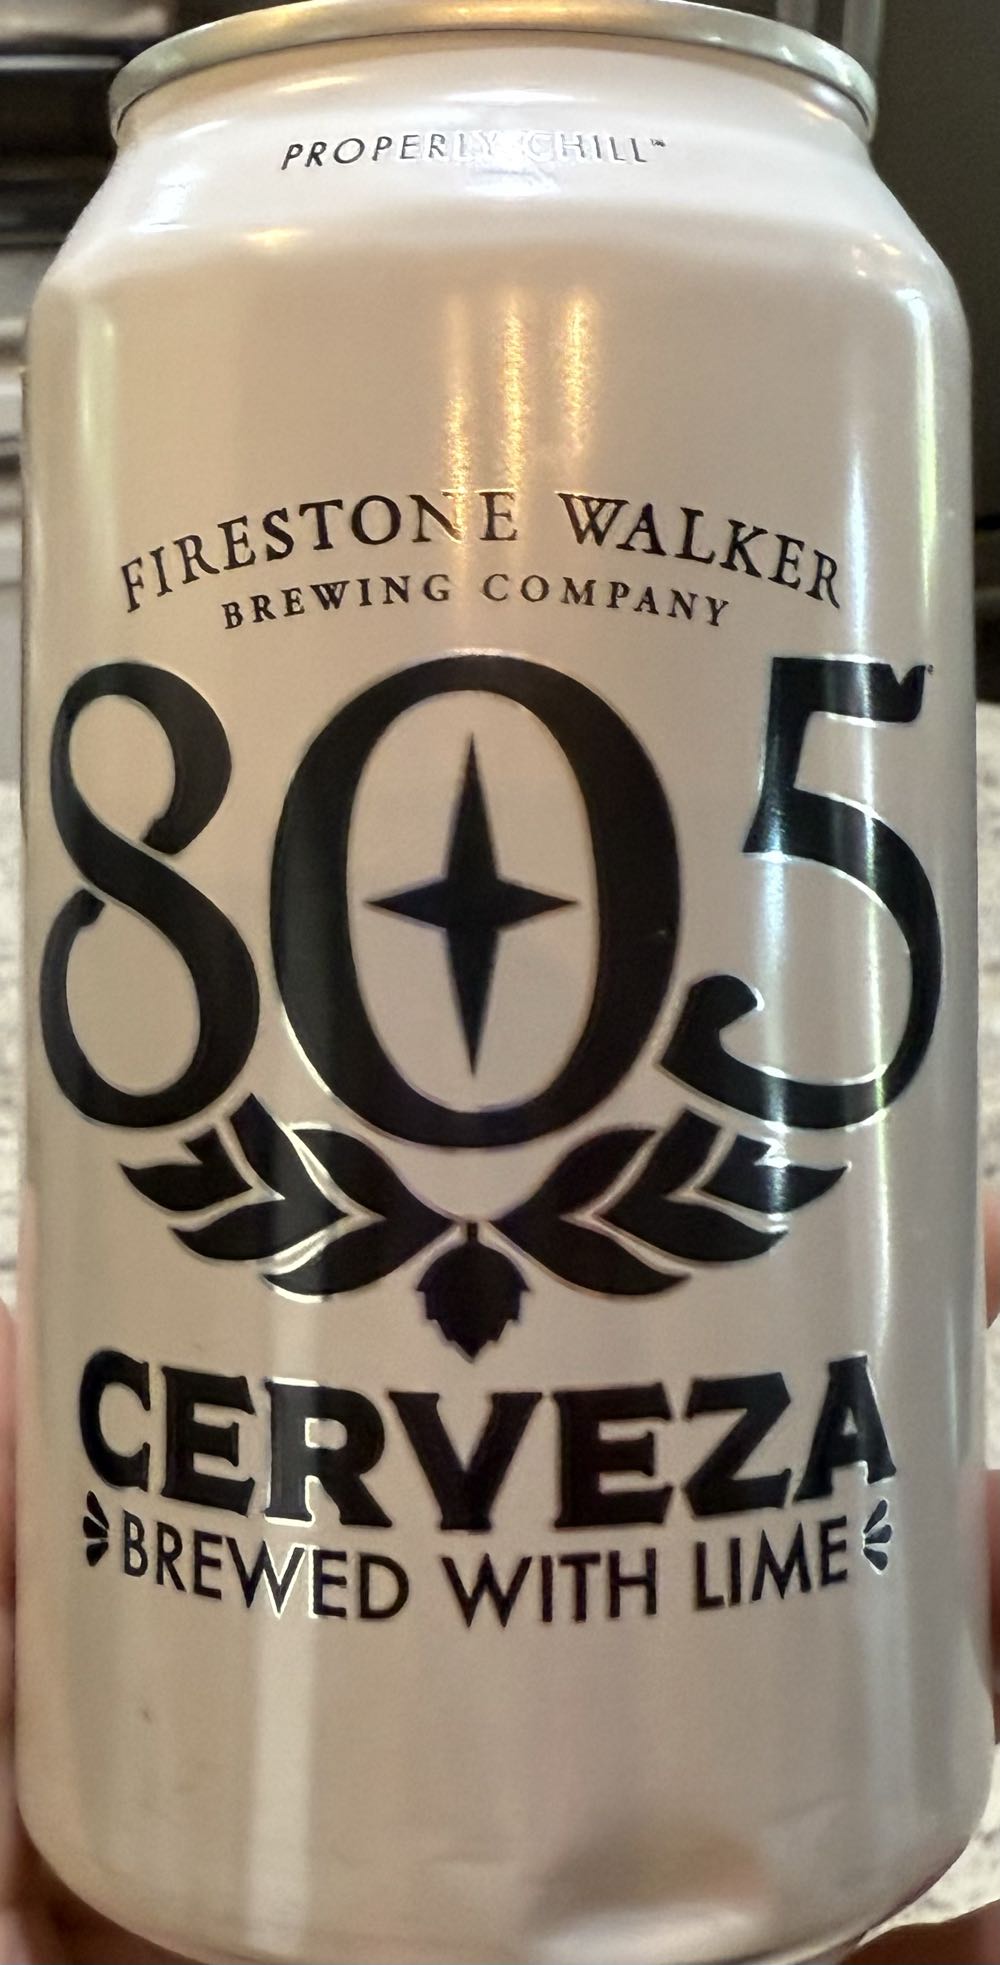 PROPERLY CHILL™
FIRESTONE WALKER
BREWING COMPANY
805
CERVEZA
BREWED WITH LIME